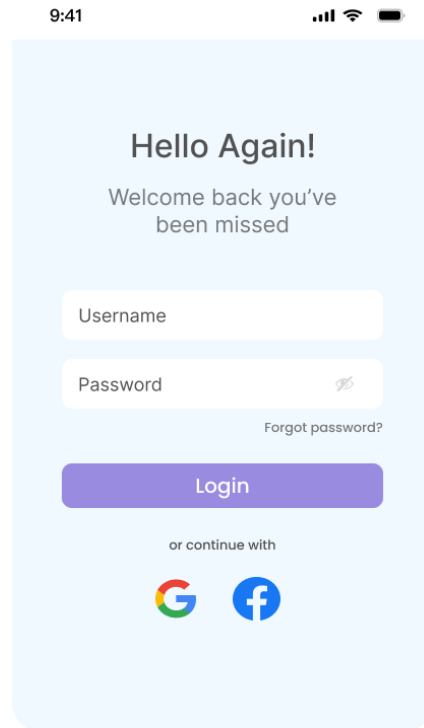 9:41
Hello Again!
Welcome back you’ve
been missed
Username
Password
Forgot password?
Login
or continue with